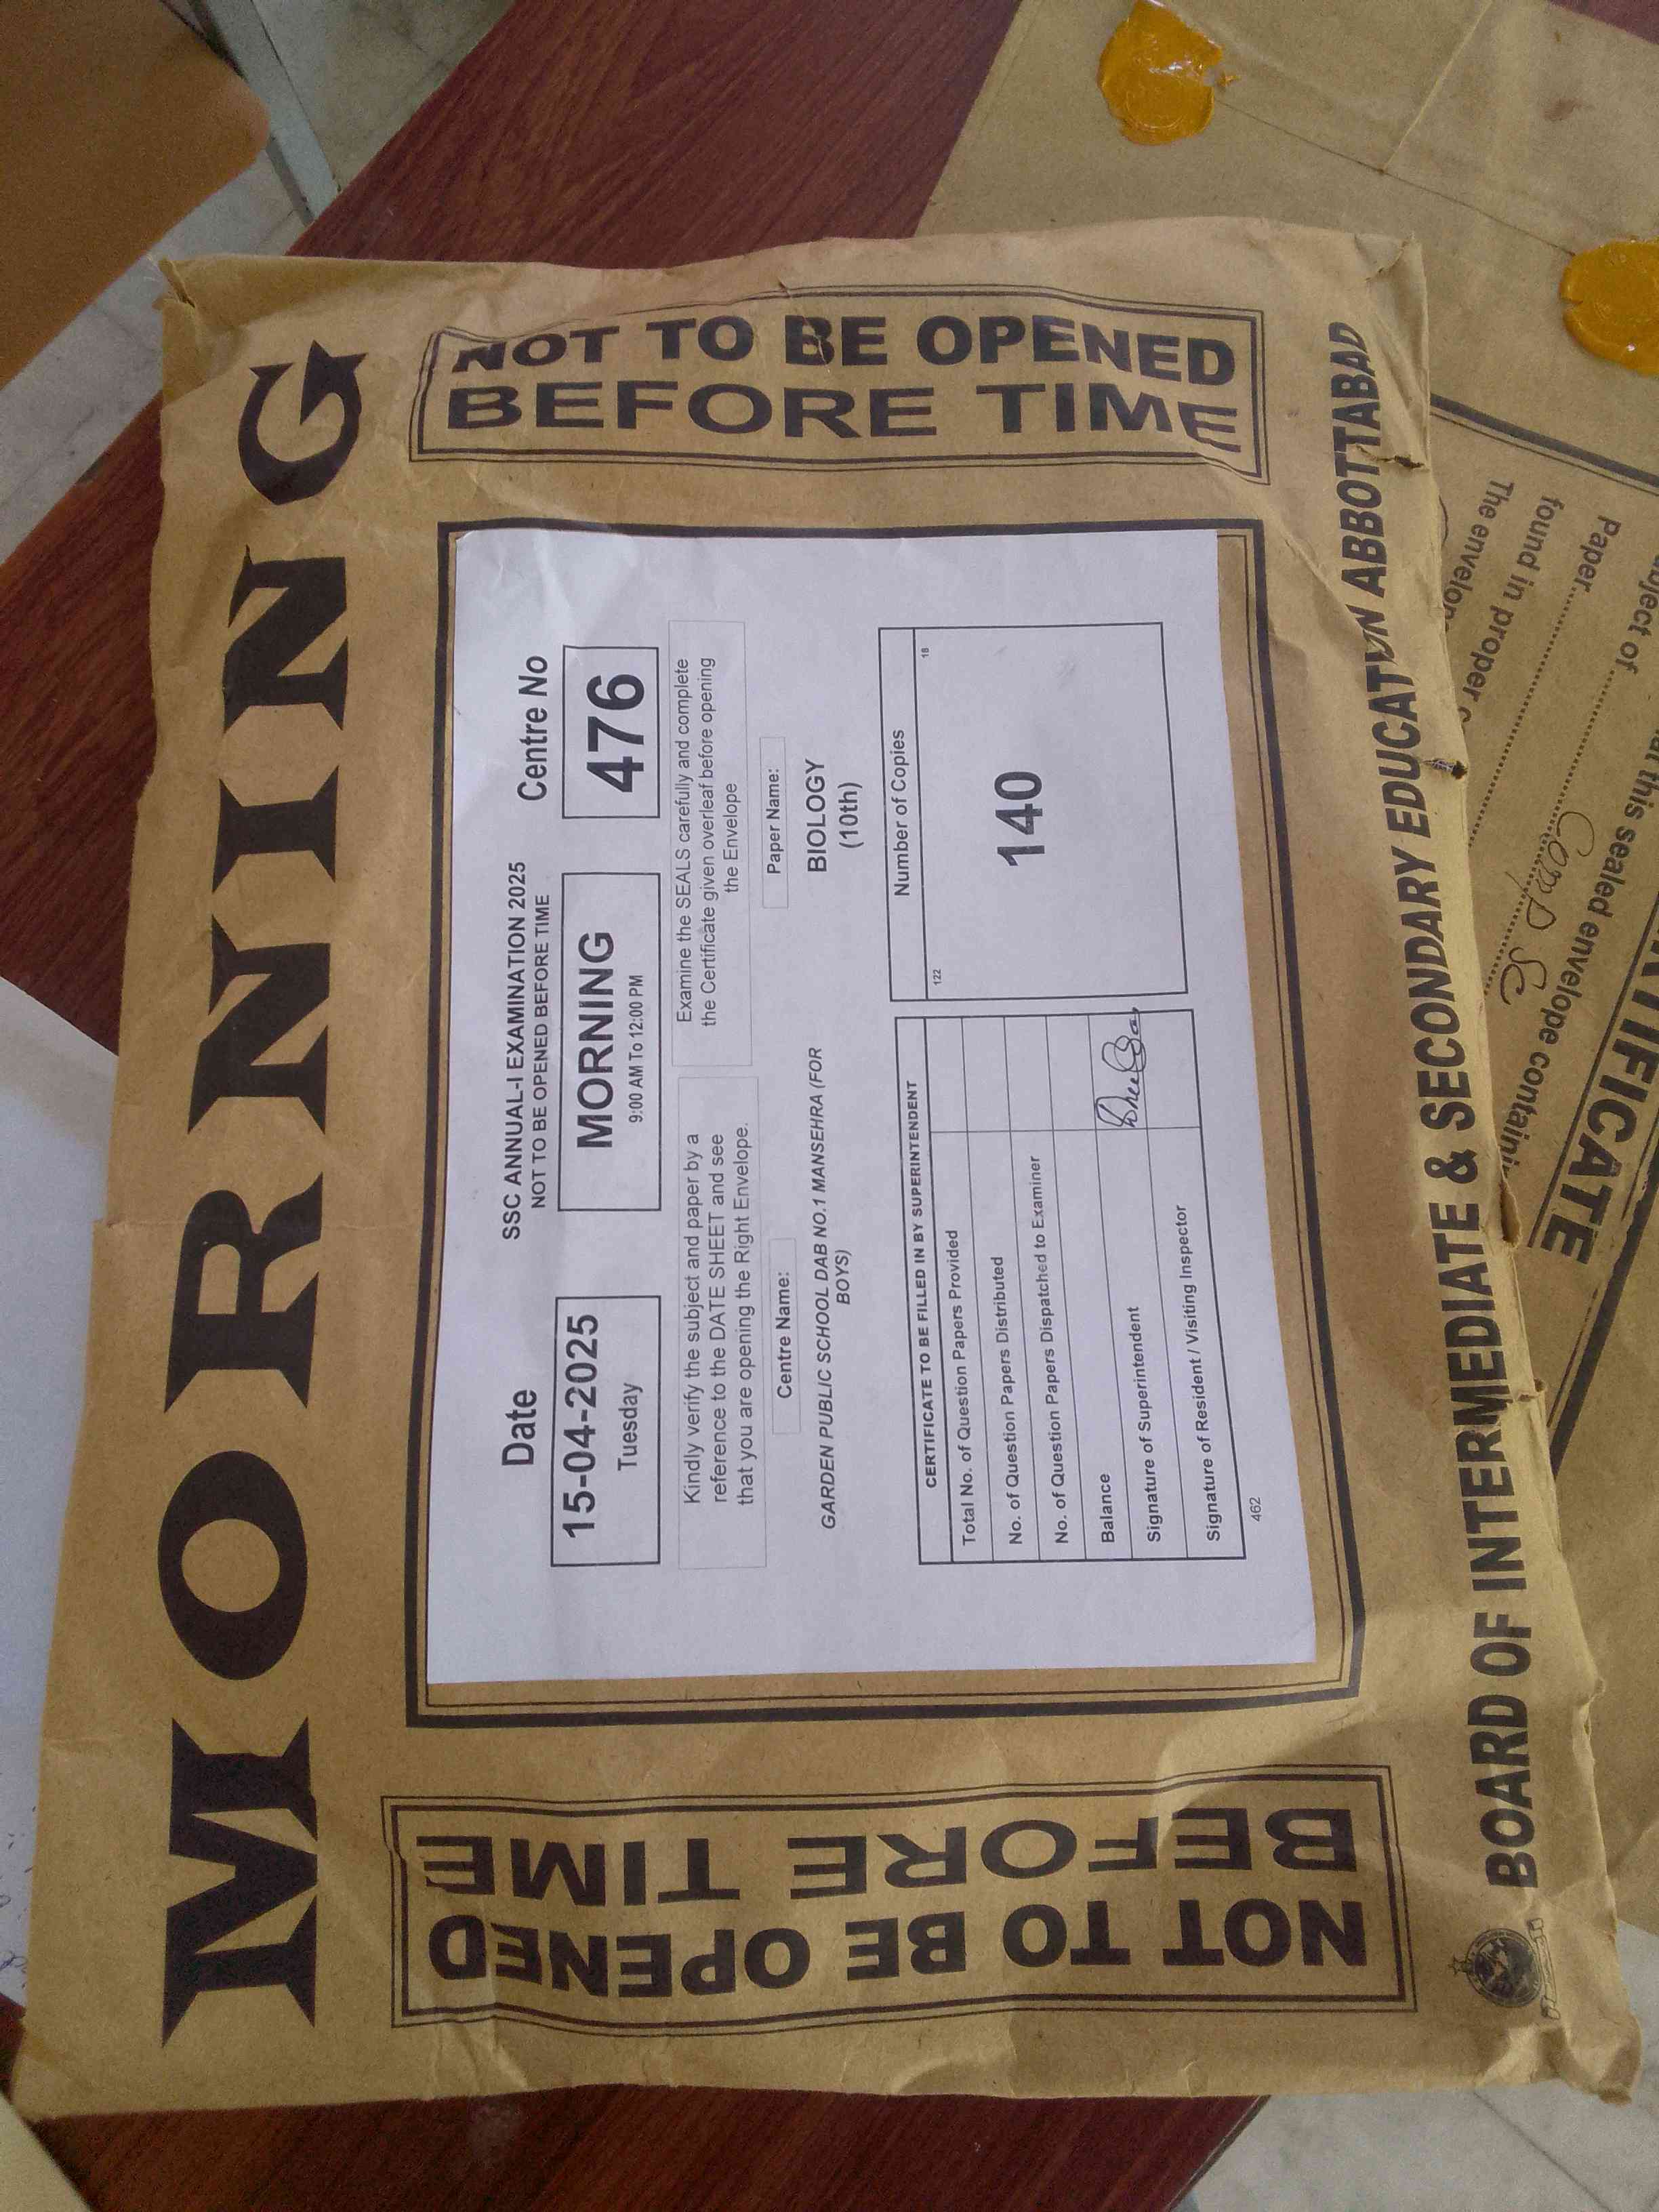 MORNING
NOT TO BE OPENED
BEFORE TIME
NOT TO BE OPENED
BEFORE TIME
Date
15-04-2025
Tuesday
SSC ANNUAL-I EXAMINATION 2025
NOT TO BE OPENED BEFORE TIME
MORNING
9:00 AM To 12:00 PM
Centre No
476
Kindly verify the subject and paper by a
reference to the DATE SHEET and see
that you are opening the Right Envelope.
Examine the SEALS carefully and complete
the Certificate given overleaf before opening
the Envelope
Centre Name:
GARDEN PUBLIC SCHOOL DAB NO.1 MANSEHRA (FOR
BOYS)
Paper Name:
BIOLOGY
(10th)
CERTIFICATE TO BE FILLED IN BY SUPERINTENDENT
Total No. of Question Papers Provided
No. of Question Papers Distributed
No. of Question Papers Dispatched to Examiner
Balance
Signature of Superintendent
Signature of Resident / Visiting Inspector
Number of Copies
122 18
140
462
BOARD OF INTERMEDIATE & SECONDARY EDUCATION ABBOTTABAD
TIFICATE
this sealed envelope containi
Paper
found in proper
The envelop